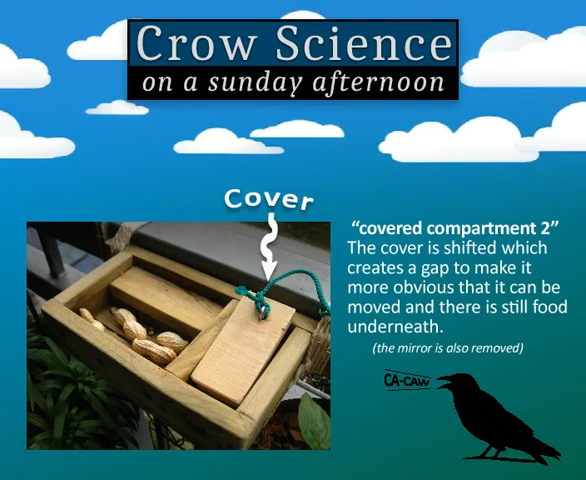 Crow Science
on a sunday afternoon
Cover
“covered compartment 2”
The cover is shifted which
creates a gap to make it
more obvious that it can be
moved and there is still food
underneath.
(the mirror is also removed)
CA-CAW